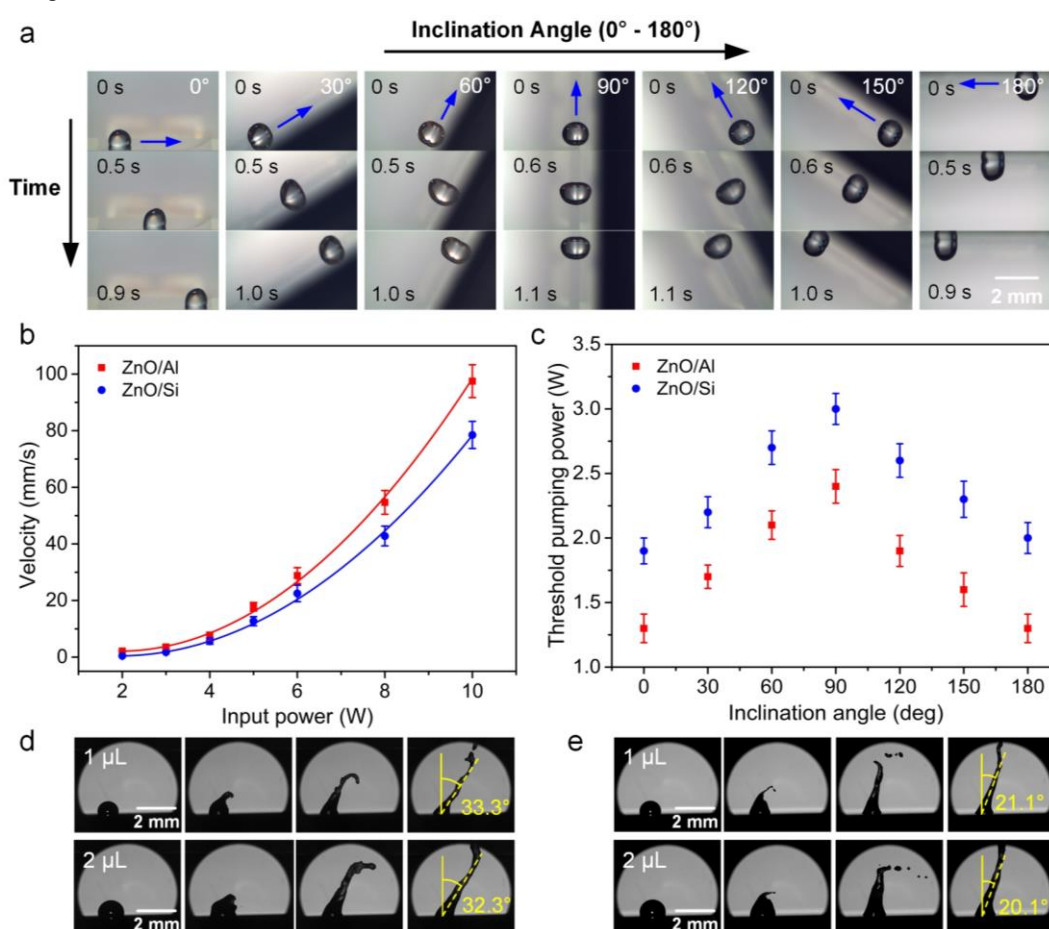 a
Inclination Angle (0° - 180°)
Time
0 s 0° 0 s 30° 0 s 60° 0 s 90° 0 s 120° 0 s 150° 0 s 180°
0.5 s 0.5 s 0.5 s 0.6 s 0.6 s 0.6 s 0.5 s
0.9 s 1.0 s 1.0 s 1.1 s 1.1 s 1.0 s 0.9 s
2 mm
b
ZnO/Al
ZnO/Si
Velocity (mm/s)
100
80
60
40
20
0
2 4 6 8 10
Input power (W)
c
ZnO/Al
ZnO/Si
Threshold pumping power (W)
3.5
3.0
2.5
2.0
1.5
1.0
0 30 60 90 120 150 180
Inclination angle (deg)
d
1 µL
2 mm
33.3°
2 µL
2 mm
32.3°
e
1 µL
2 mm
21.1°
2 µL
2 mm
20.1°